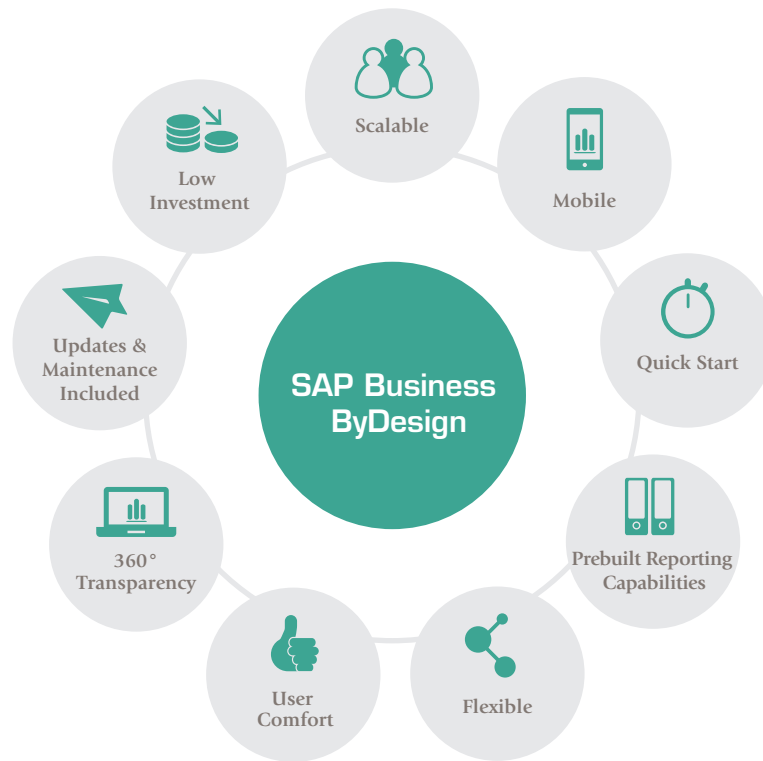 Scalable
Mobile
Quick Start
Prebuilt Reporting
Capabilities
Flexible
User
Comfort
360°
Transparency
Updates &
Maintenance
Included
Low
Investment
SAP Business
ByDesign